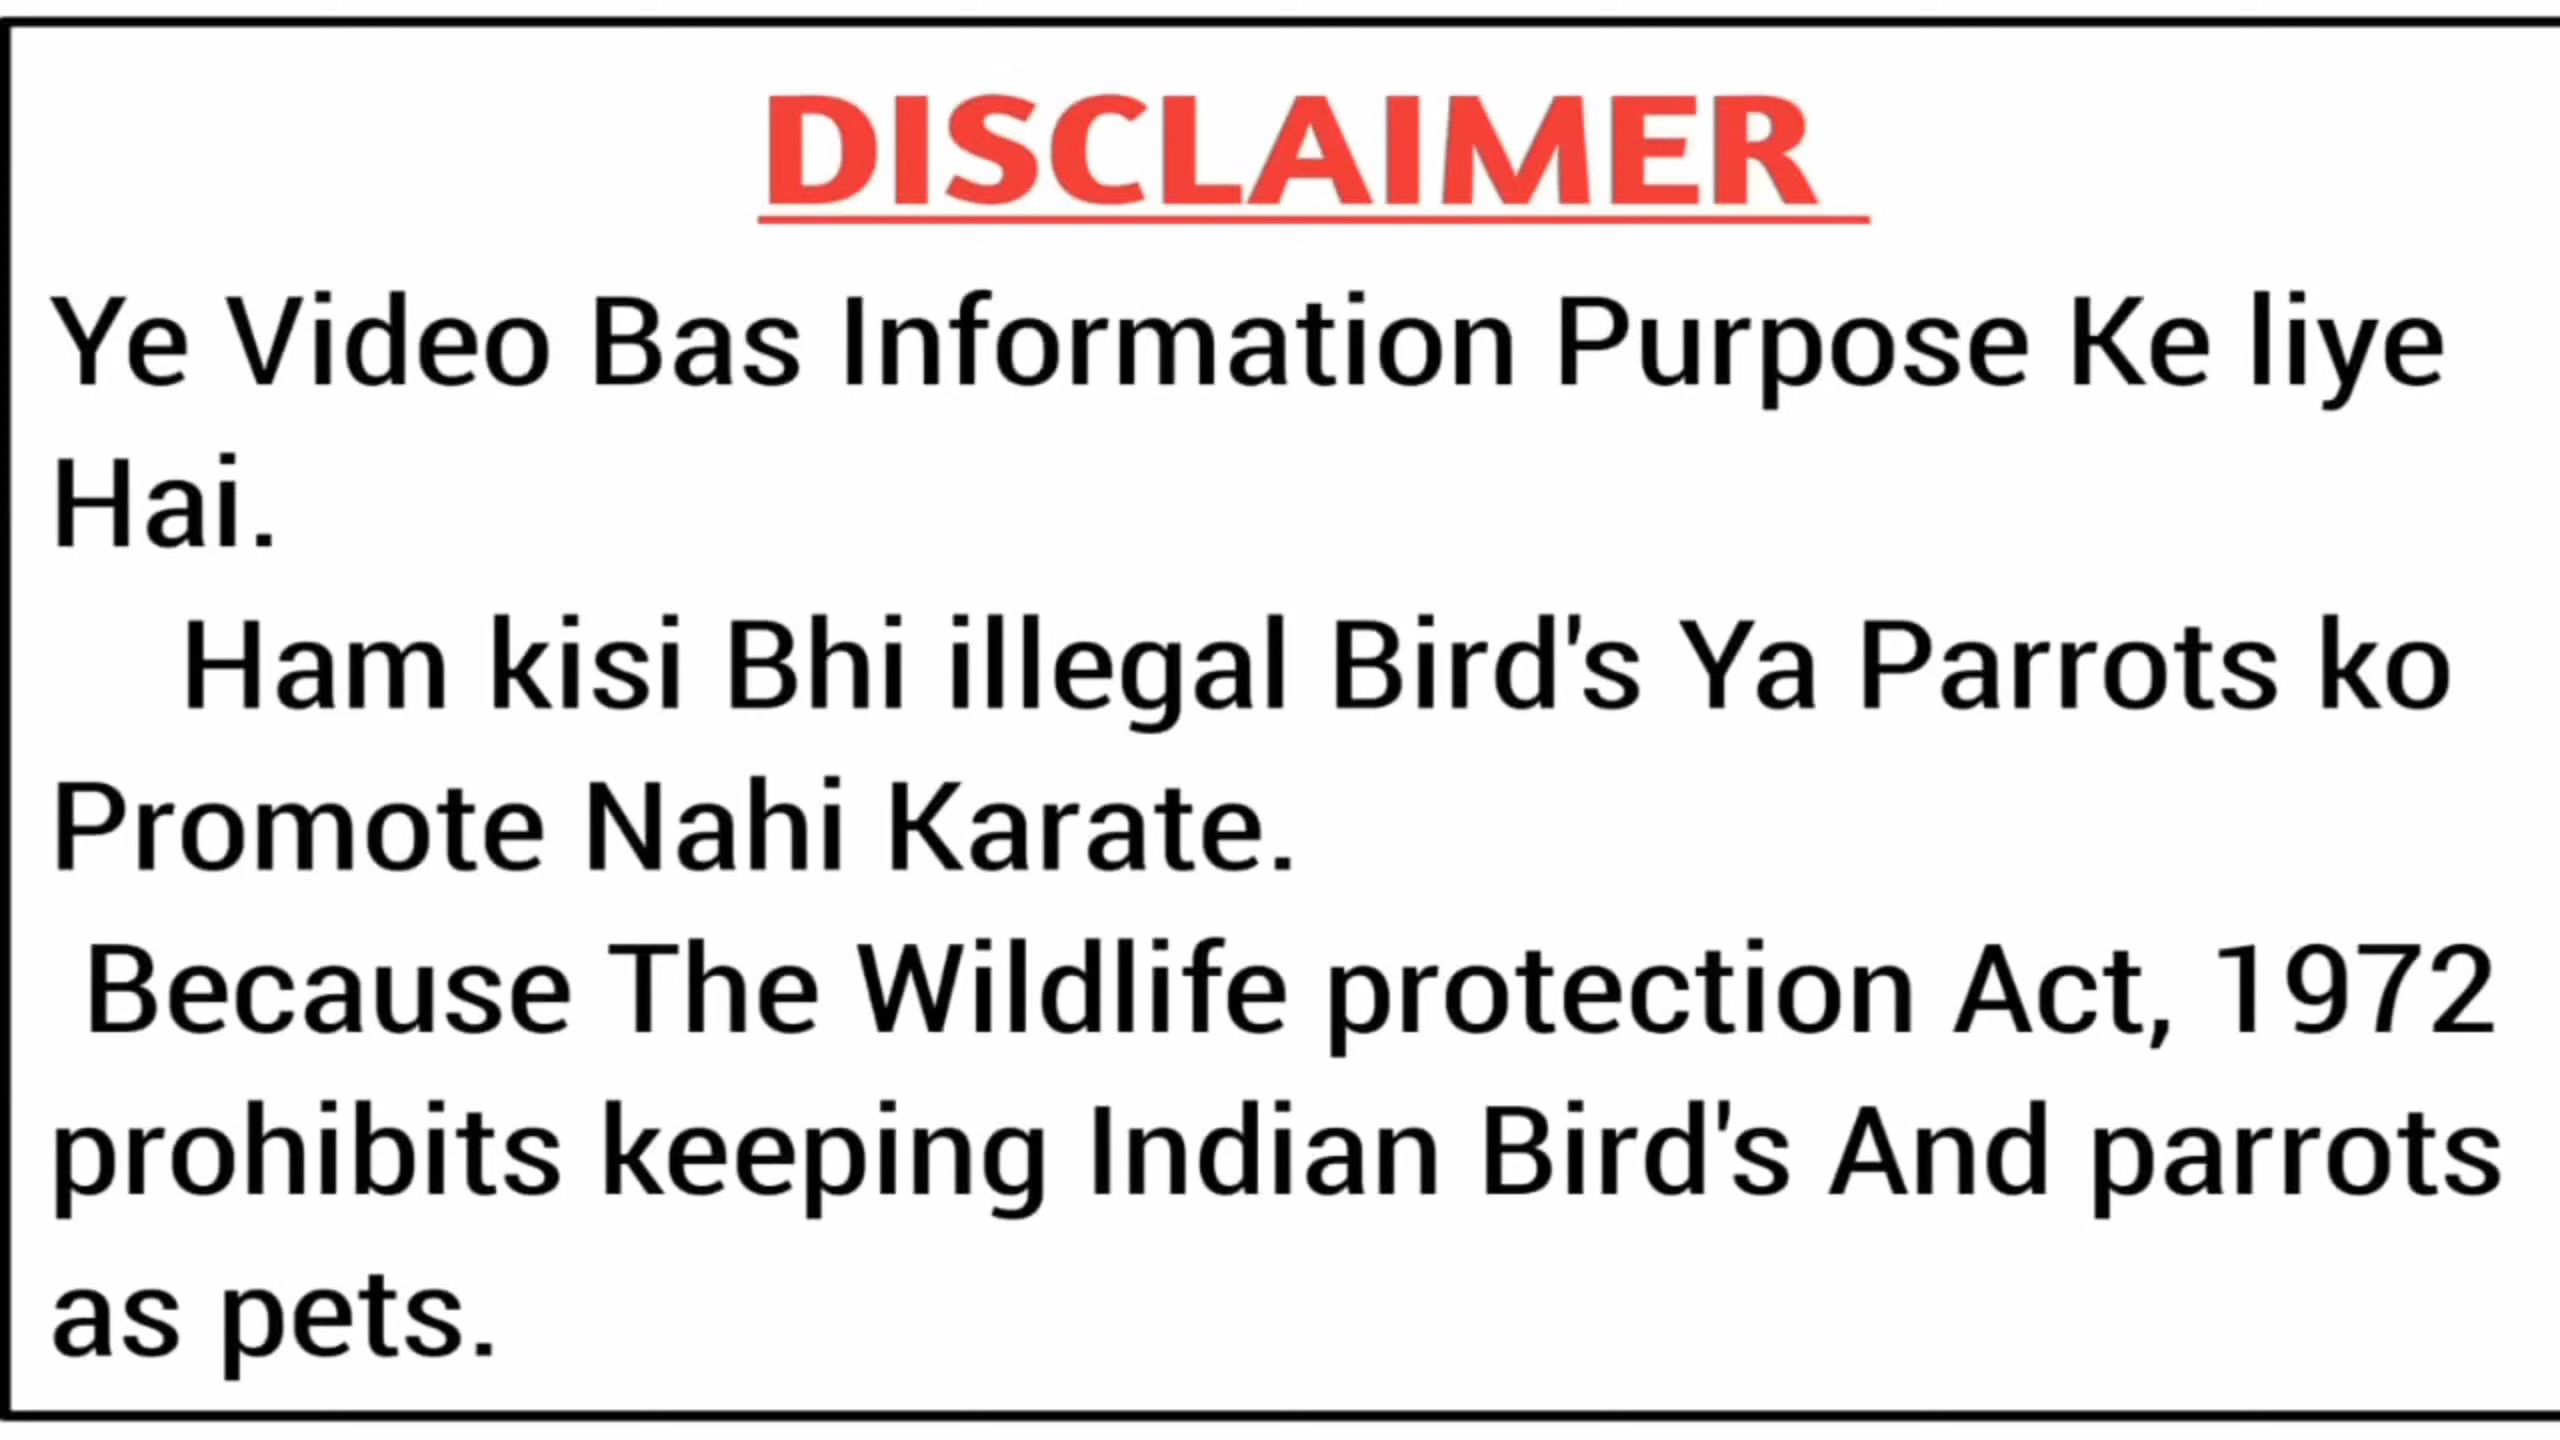 DISCLAIMER
Ye Video Bas Information Purpose Ke liye
Hai.
Ham kisi Bhi illegal Bird's Ya Parrots ko
Promote Nahi Karate.
Because The Wildlife protection Act, 1972
prohibits keeping Indian Bird's And parrots
as pets.